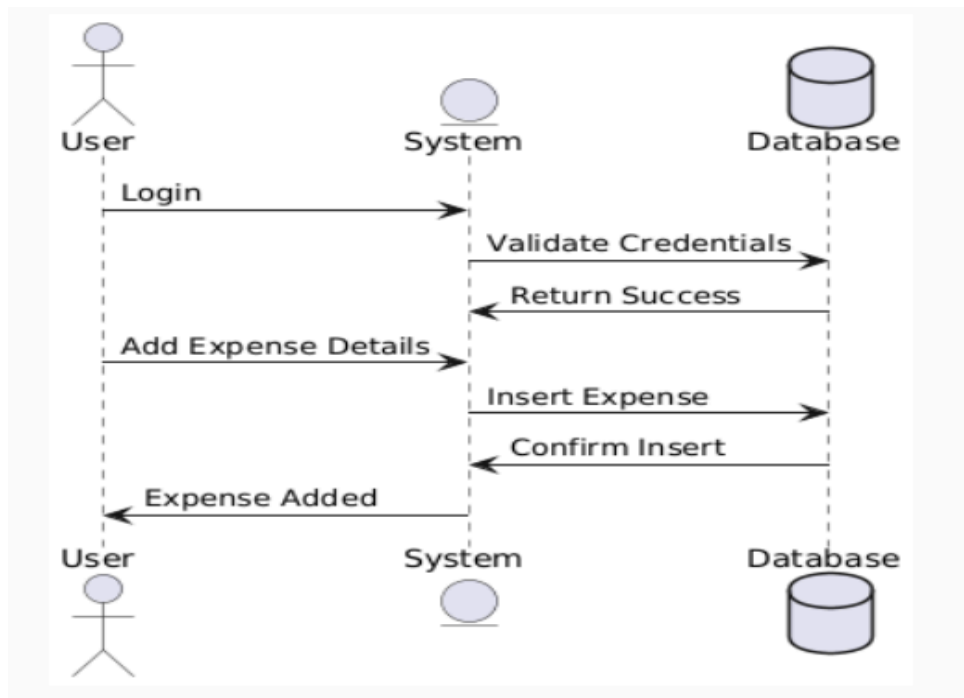 User System Database
Login
Validate Credentials
Return Success
Add Expense Details
Insert Expense
Confirm Insert
Expense Added
User System Database